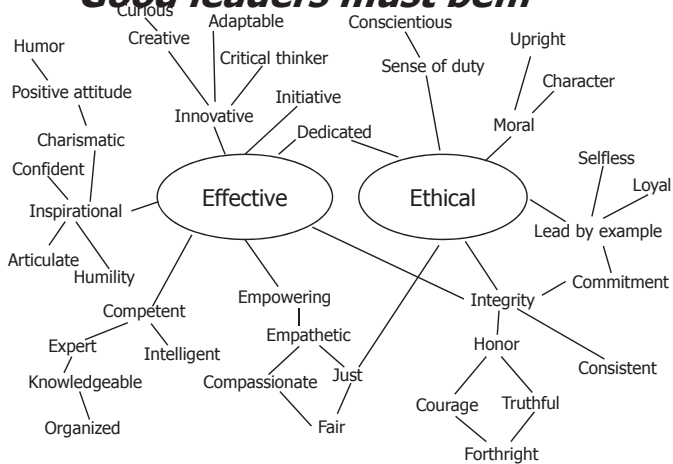 Good leaders must be...
Curious
Adaptable
Creative
Conscientious
Humor
Critical thinker
Sense of duty
Upright
Positive attitude
Initiative
Character
Innovative
Dedicated
Moral
Charismatic
Confident
Selfless
Loyal
Effective
Ethical
Inspirational
Lead by example
Articulate
Humility
Commitment
Empowering
Integrity
Competent
Empathetic
Honor
Expert
Intelligent
Consistent
Knowledgeable
Compassionate
Just
Courage
Truthful
Organized
Fair
Forthright